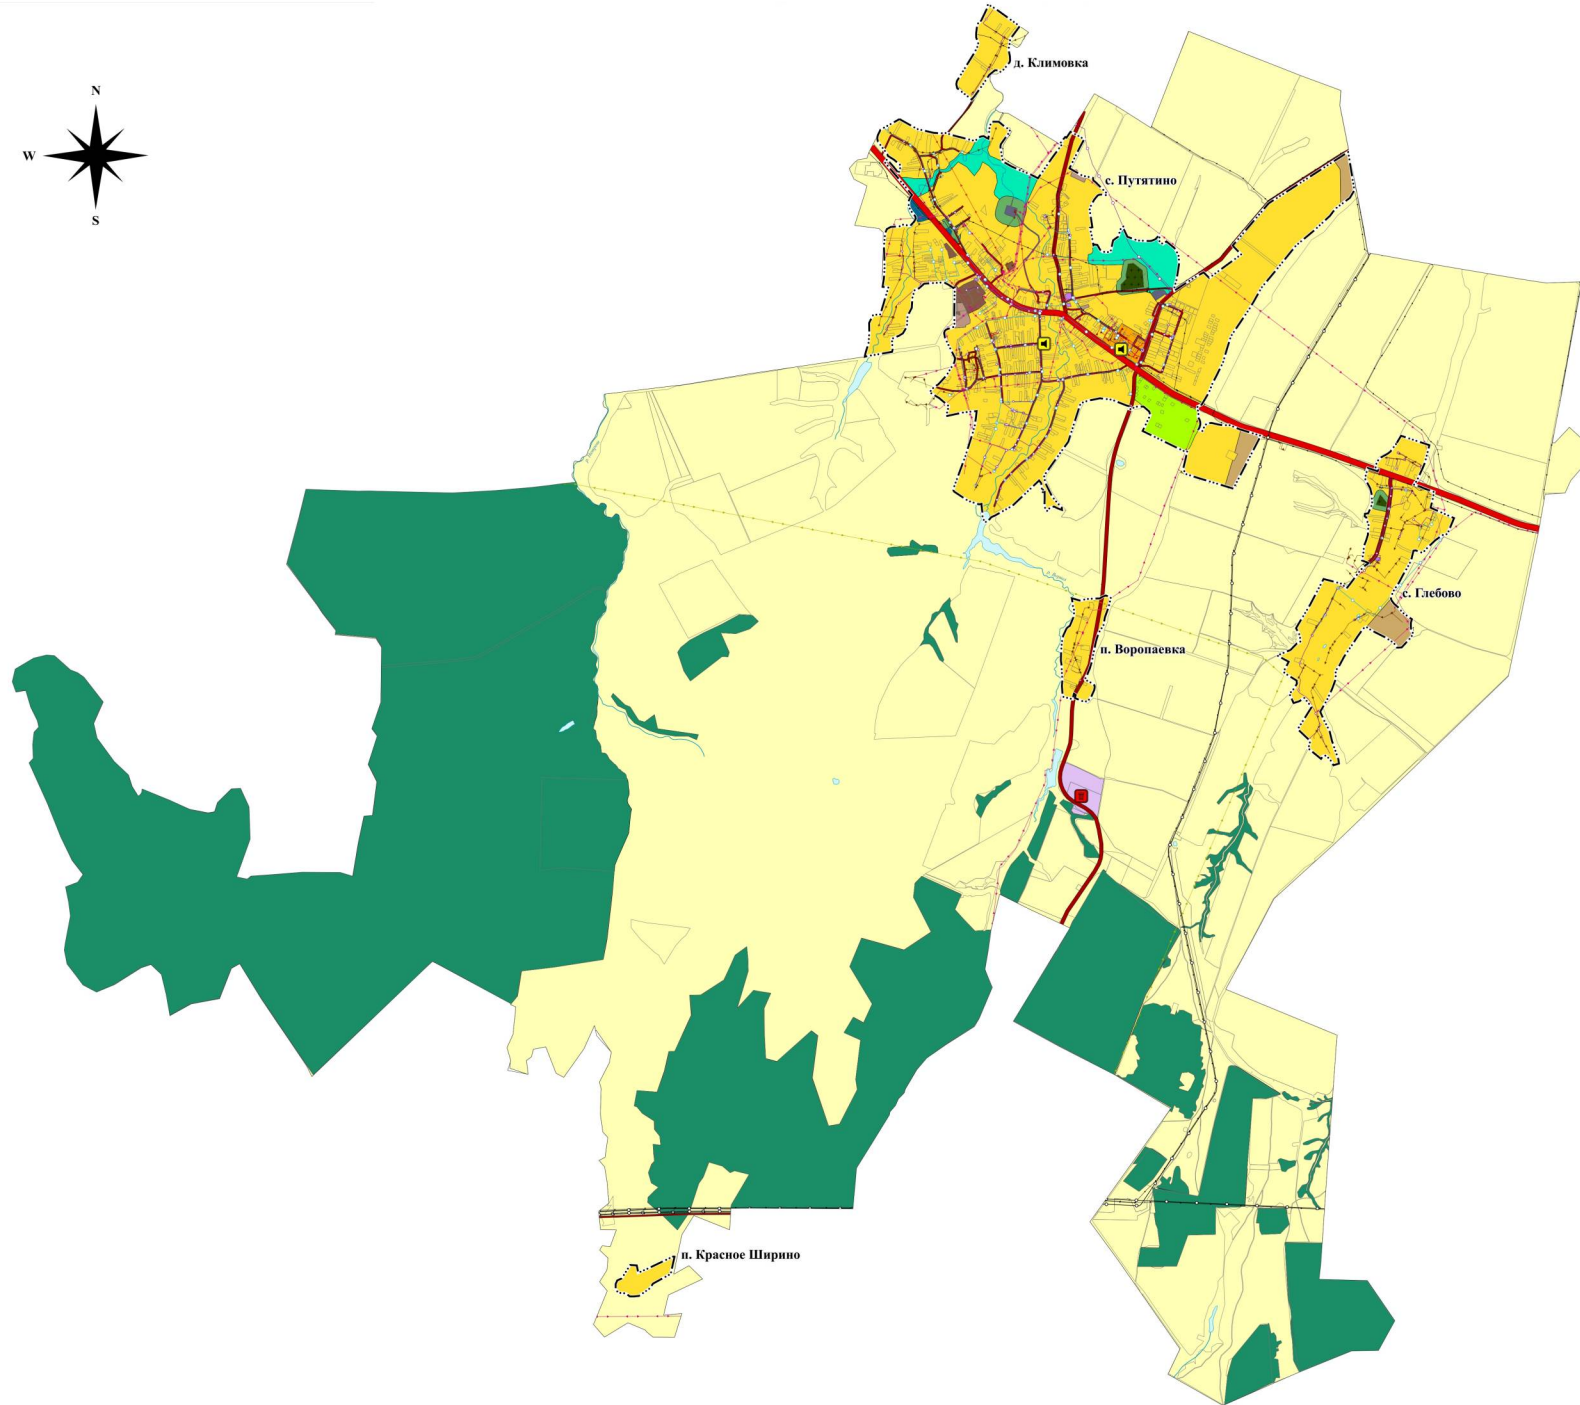 д. Климовка
N
W
S
с. Путятино
с. Глебово
п. Воропаевка
п. Красное Ширино